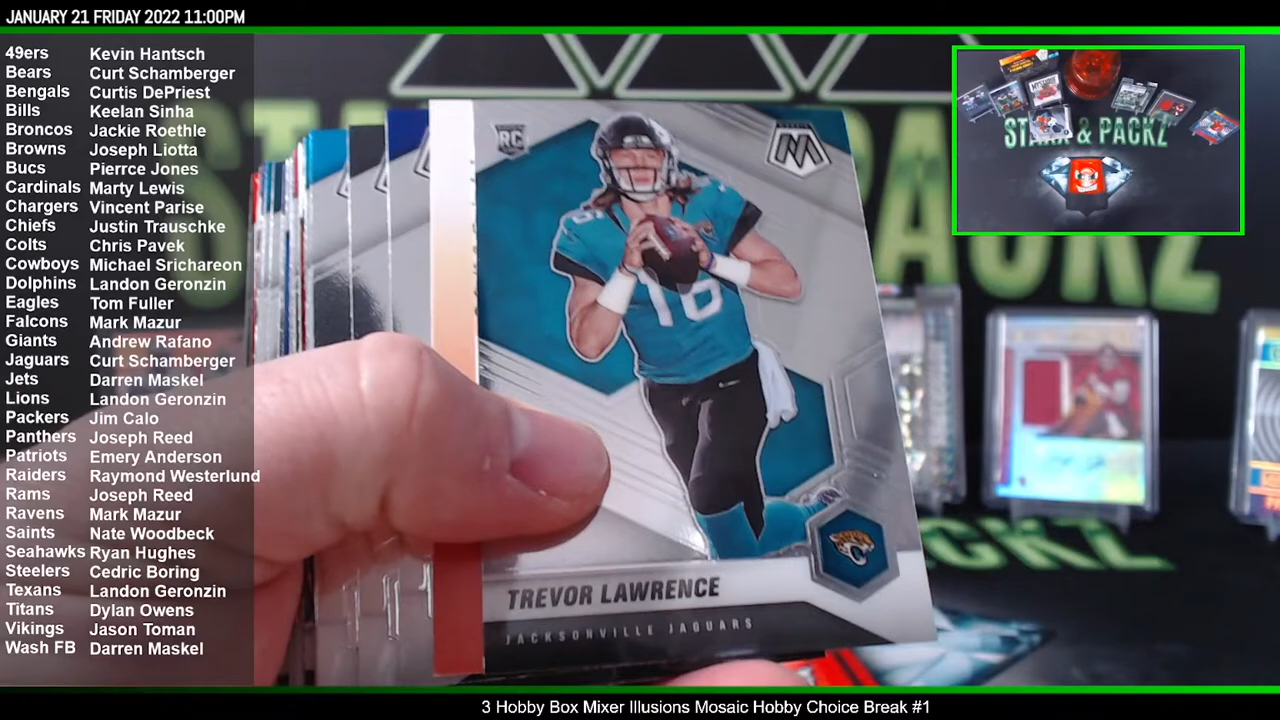 JANUARY 21 FRIDAY 2022 11:00PM
49ers Kevin Hantsch
Bears Curt Schamberger
Bengals Curtis DePriest
Bills Keelan Sinha
Broncos Jackie Roethle
Browns Joseph Liotta
Bucs Pierrce Jones
Cardinals Marty Lewis
Chargers Vincent Parise
Chiefs Justin Trauschke
Colts Chris Pavek
Cowboys Michael Srichareon
Dolphins Landon Geronzin
Eagles Tom Fuller
Falcons Mark Mazur
Giants Andrew Rafano
Jaguars Curt Schamberger
Jets Darren Maskel
Lions Landon Geronzin
Packers Jim Calo
Panthers Joseph Reed
Patriots Emery Anderson
Raiders Raymond Westerlund
Rams Joseph Reed
Ravens Mark Mazur
Saints Nate Woodbeck
Seahawks Ryan Hughes
Steelers Cedric Boring
Texans Landon Geronzin
Titans Dylan Owens
Vikings Jason Toman
Wash FB Darren Maskel
RC
16
16
TREVOR LAWRENCE
JACKSONVILLE JAGUARS
& PACKZ
3 Hobby Box Mixer Illusions Mosaic Hobby Choice Break #1